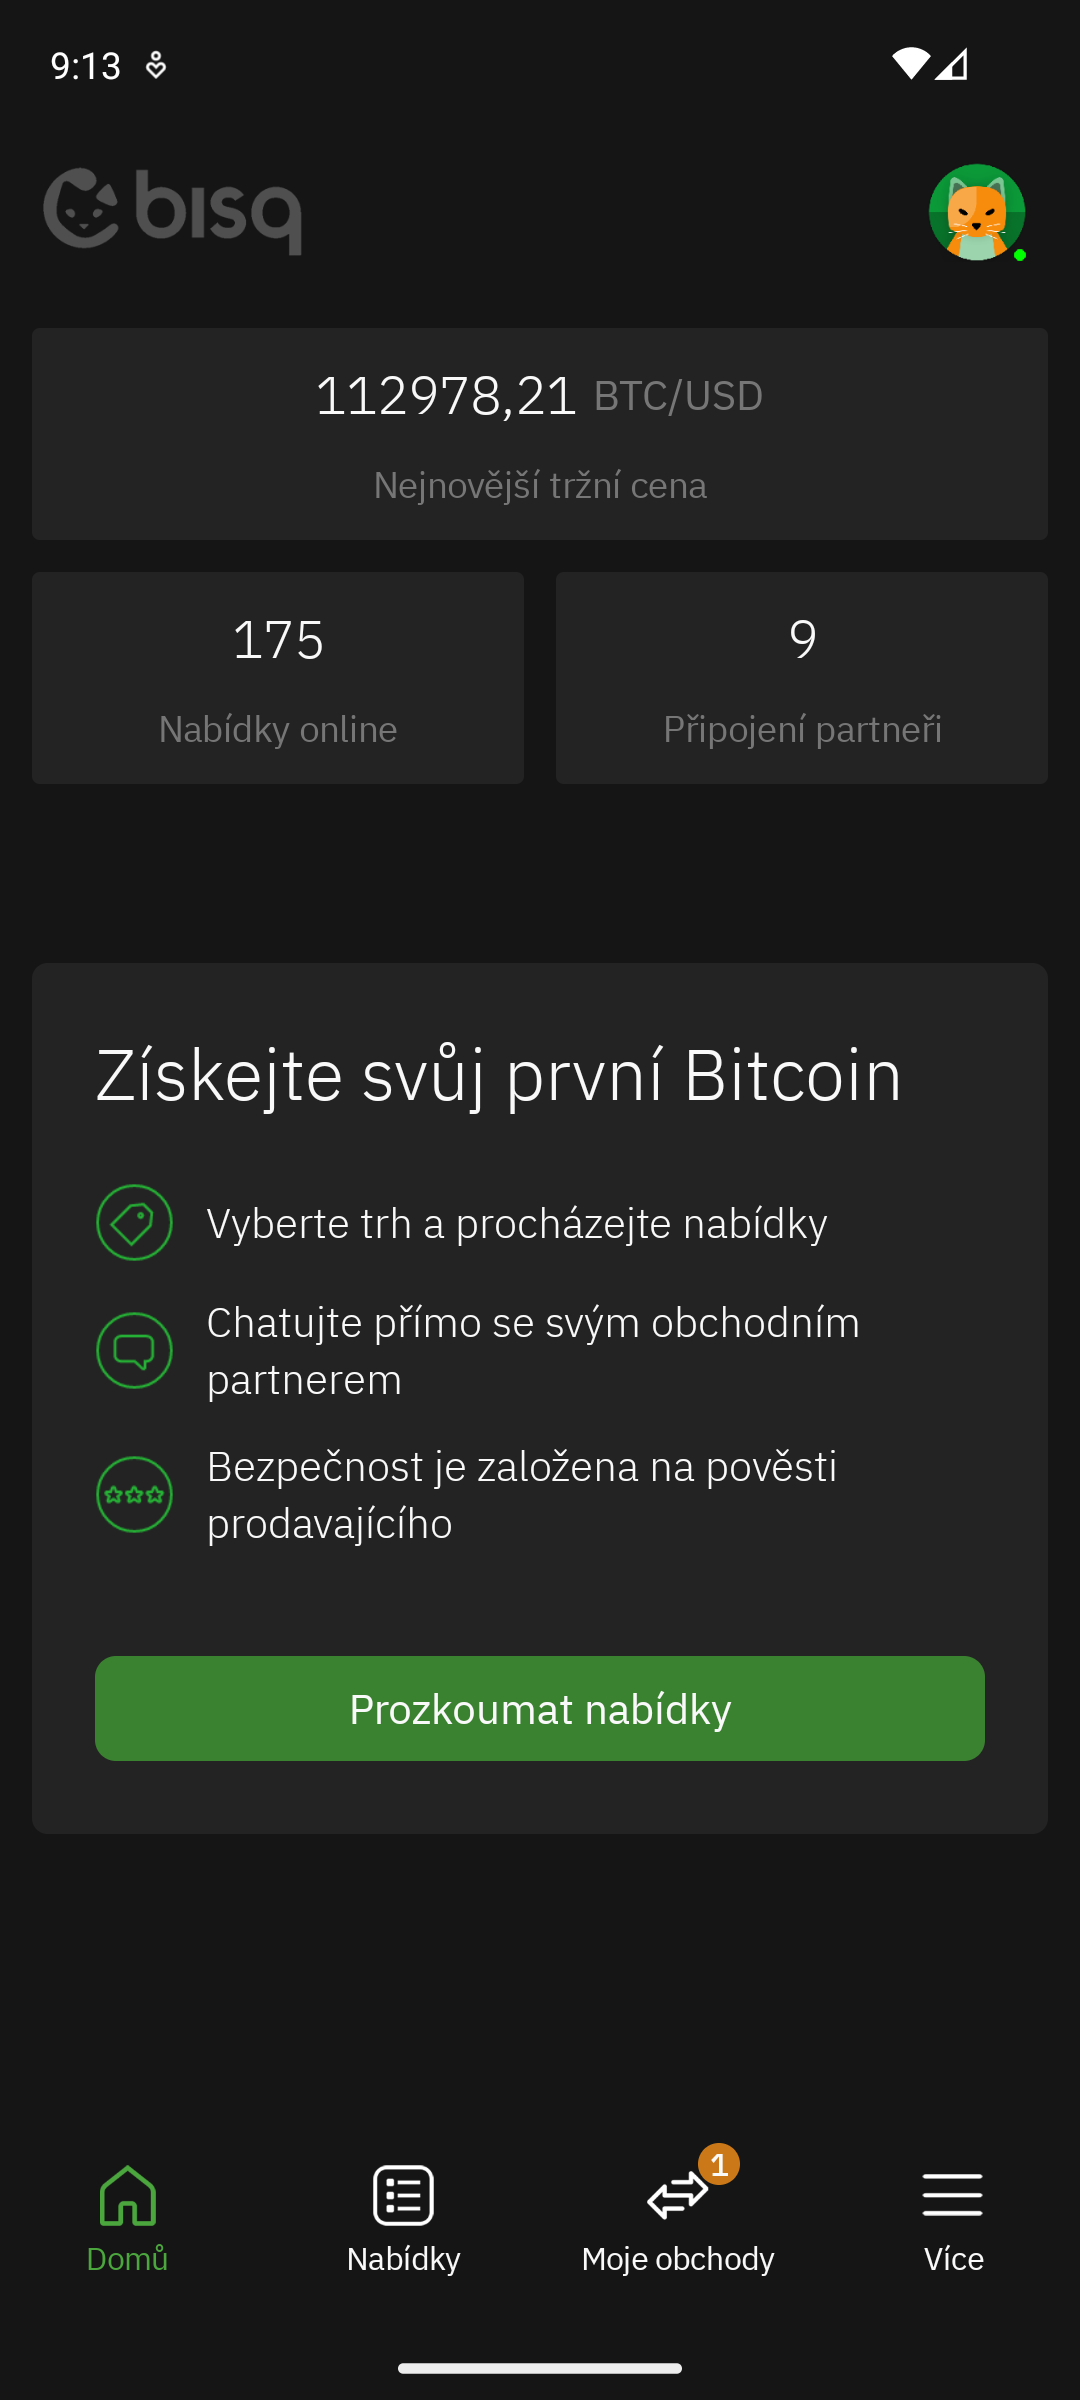 9:13
bisq
112978,21 BTC/USD
Nejnovější tržní cena
175
Nabídky online
9
Připojení partneři
Získejte svůj první Bitcoin
Vyberte trh a procházejte nabídky
Chatujte přímo se svým obchodním
partnerem
Bezpečnost je založena na pověsti
prodavajícího
Prozkoumat nabídky
1
Domů
Nabídky
Moje obchody
Více